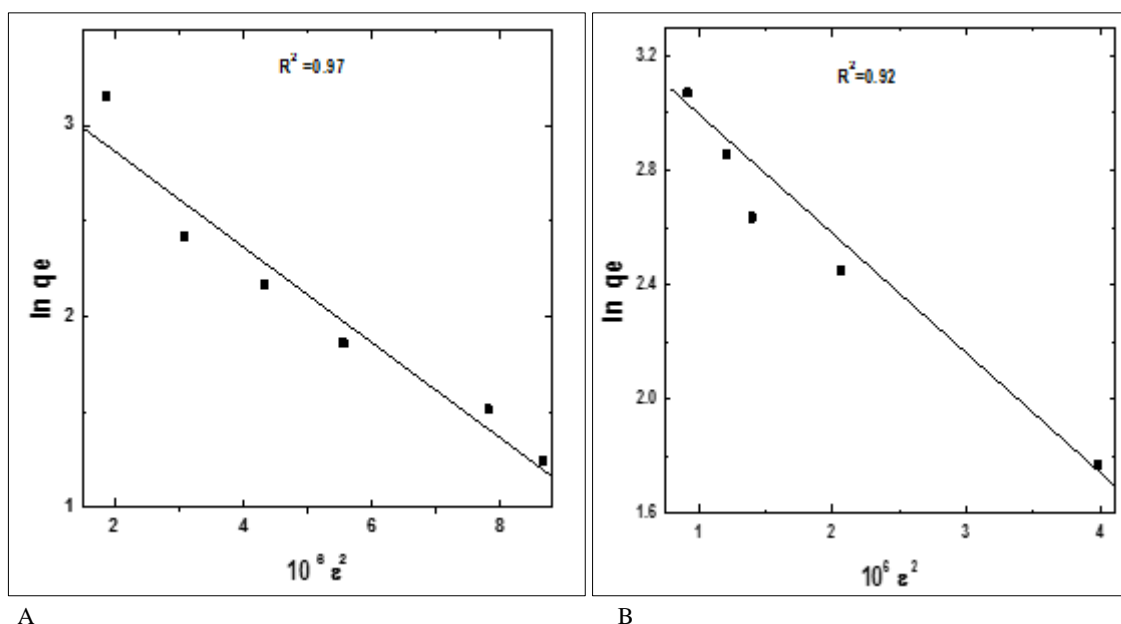 R² =0.97
3
2
1
ln qe
2 4 6 8
10⁶ ε²
A
R²=0.92
3.2
2.8
2.4
2.0
1.6
ln qe
1 2 3 4
10⁶ ε²
B